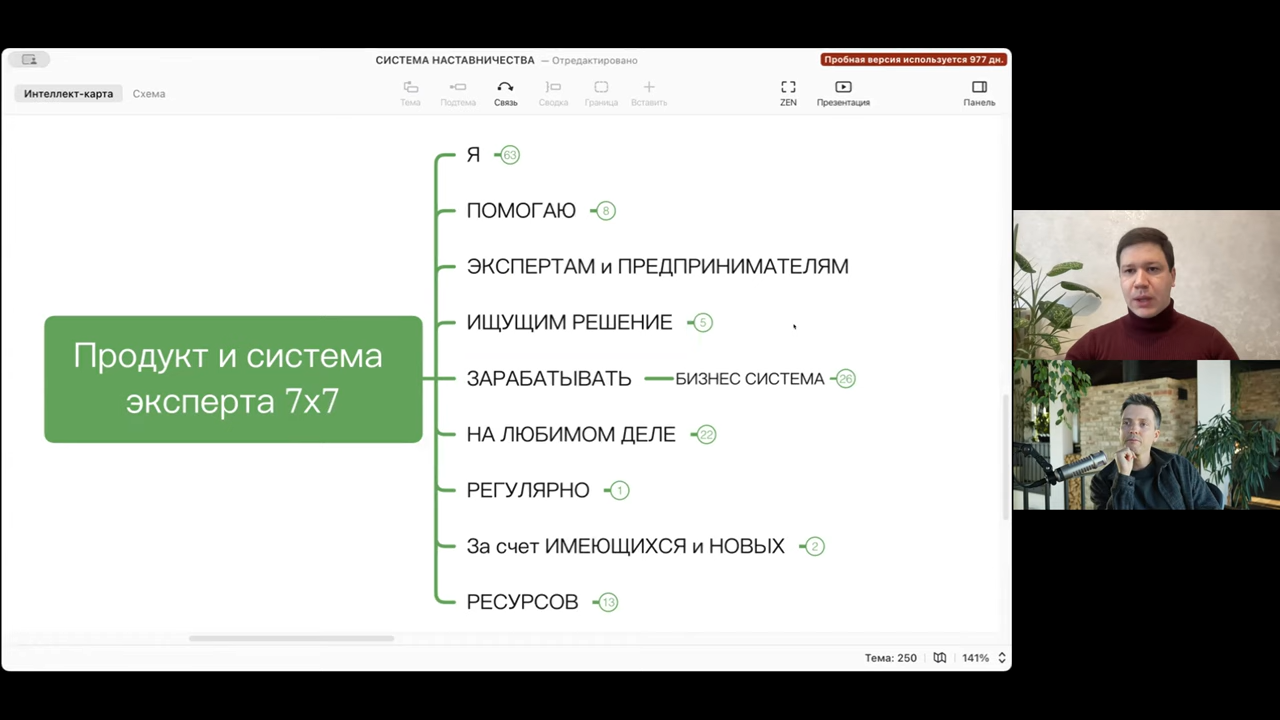 СИСТЕМА НАСТАВНИЧЕСТВА — Отредактировано
Пробная версия используется 977 дн.
Интеллект-карта
Схема
Тема
Подтема
Связь
Сводка
Граница
Вставить
ZEN
Презентация
Панель
Продукт и система
эксперта 7х7
Я 63
ПОМОГАЮ 8
ЭКСПЕРТАМ и ПРЕДПРИНИМАТЕЛЯМ
ИЩУЩИМ РЕШЕНИЕ 5
ЗАРАБАТЫВАТЬ БИЗНЕС СИСТЕМА 26
НА ЛЮБИМОМ ДЕЛЕ 22
РЕГУЛЯРНО 1
За счет ИМЕЮЩИХСЯ и НОВЫХ 2
РЕСУРСОВ 13
Тема: 250
141%